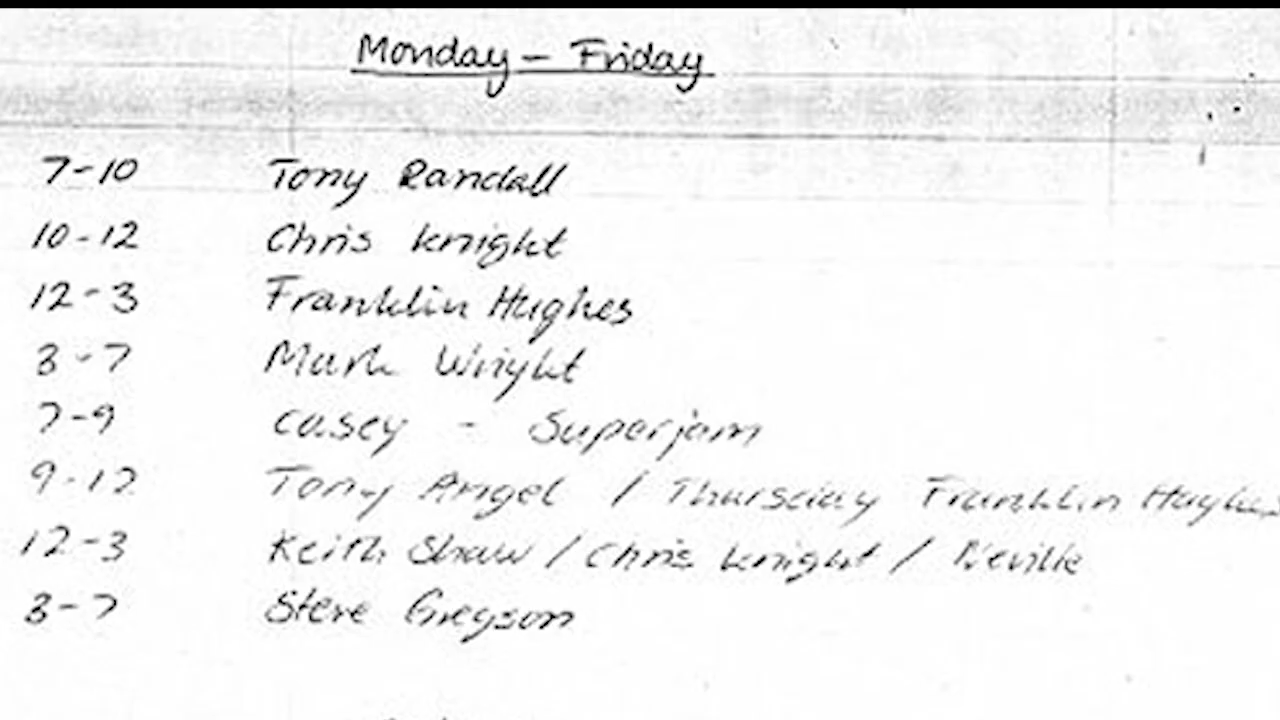 Monday - Friday
7-10 Tony Randall
10-12 Chris Knight
12-3 Franklin Hughes
3-7 Mark Wright
7-9 Casey - Superjam
9-12 Tony Angel / Thursday Franklin Hughes
12-3 Keith Shaw / Chris Knight / Neville
3-7 Steve Gregson